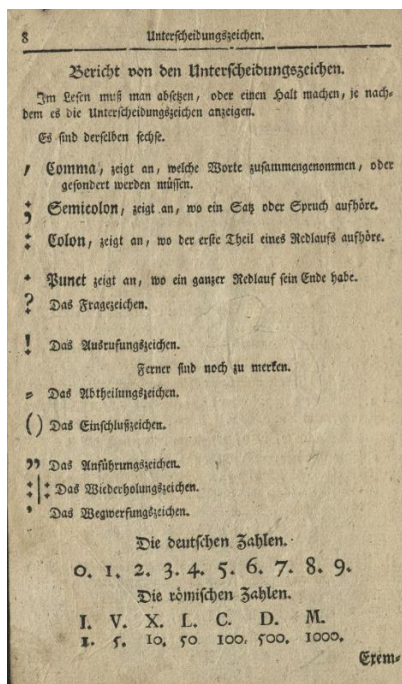 8 Unterscheidungszeichen.
Bericht von den Unterscheidungszeichen.
Im Lesen muß man absetzen, oder einen Halt machen, je nach-
dem es die Unterscheidungszeichen anzeigen.
Es sind derselben sechse.
, Comma, zeigt an, welche Worte zusammengenommen, oder
gesondert werden müssen.
; Semicolon, zeigt an, wo ein Satz oder Spruch aufhöre.
: Colon, zeigt an, wo der erste Theil eines Redlaufs aufhöre.
. Punct zeigt an, wo ein ganzer Redlauf sein Ende habe.
? Das Fragezeichen.
! Das Ausrufungszeichen.
Ferner sind noch zu merken.
⸗ Das Abtheilungszeichen.
( ) Das Einschlußzeichen.
” Das Anführungszeichen.
:|: Das Wiederholungszeichen.
’ Das Wegwerfungszeichen.
Die deutschen Zahlen.
0. 1. 2. 3. 4. 5. 6. 7. 8. 9.
Die römischen Zahlen.
I. V. X. L. C. D. M.
1. 5. 10. 50 100. 500. 1000.
Exem⸗